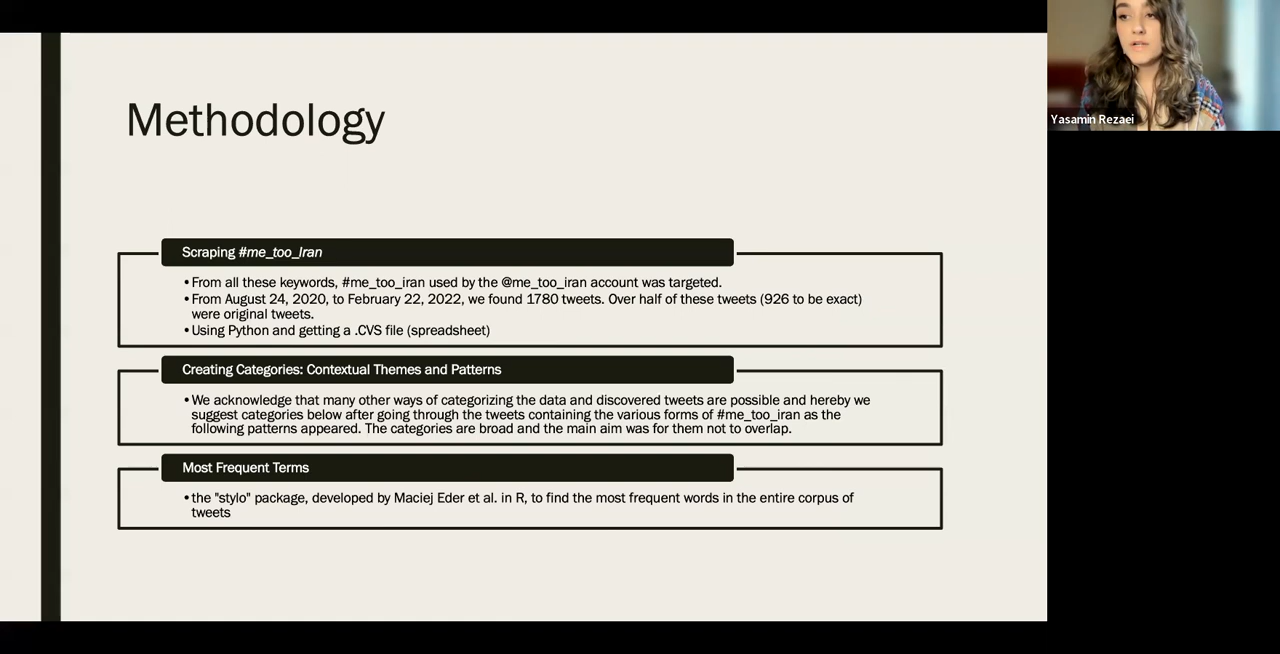 Methodology
Yasamin Rezaei
Scraping #me_too_Iran
•From all these keywords, #me_too_iran used by the @me_too_iran account was targeted.
•From August 24, 2020, to February 22, 2022, we found 1780 tweets. Over half of these tweets (926 to be exact)
were original tweets.
•Using Python and getting a .CVS file (spreadsheet)
Creating Categories: Contextual Themes and Patterns
•We acknowledge that many other ways of categorizing the data and discovered tweets are possible and hereby we
suggest categories below after going through the tweets containing the various forms of #me_too_iran as the
following patterns appeared. The categories are broad and the main aim was for them not to overlap.
Most Frequent Terms
•the "stylo" package, developed by Maciej Eder et al. in R, to find the most frequent words in the entire corpus of
tweets